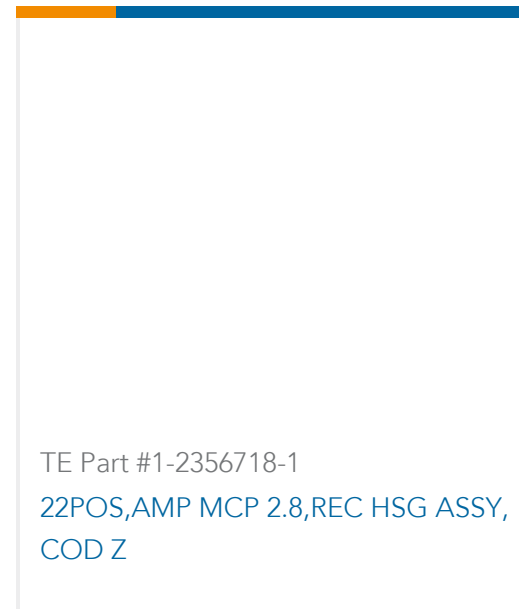 TE Part #1-2356718-1
22POS,AMP MCP 2.8,REC HSG ASSY,
COD Z